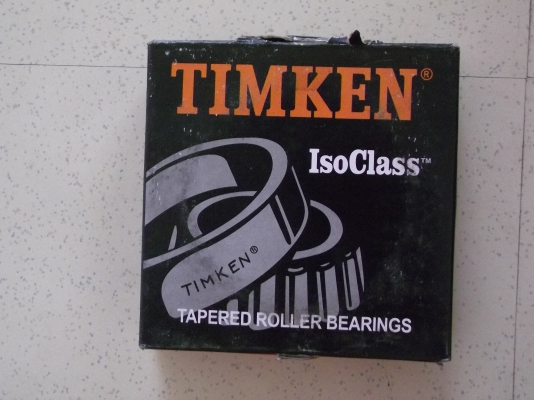 TIMKEN®
IsoClass™
TIMKEN®
TAPERED ROLLER BEARINGS